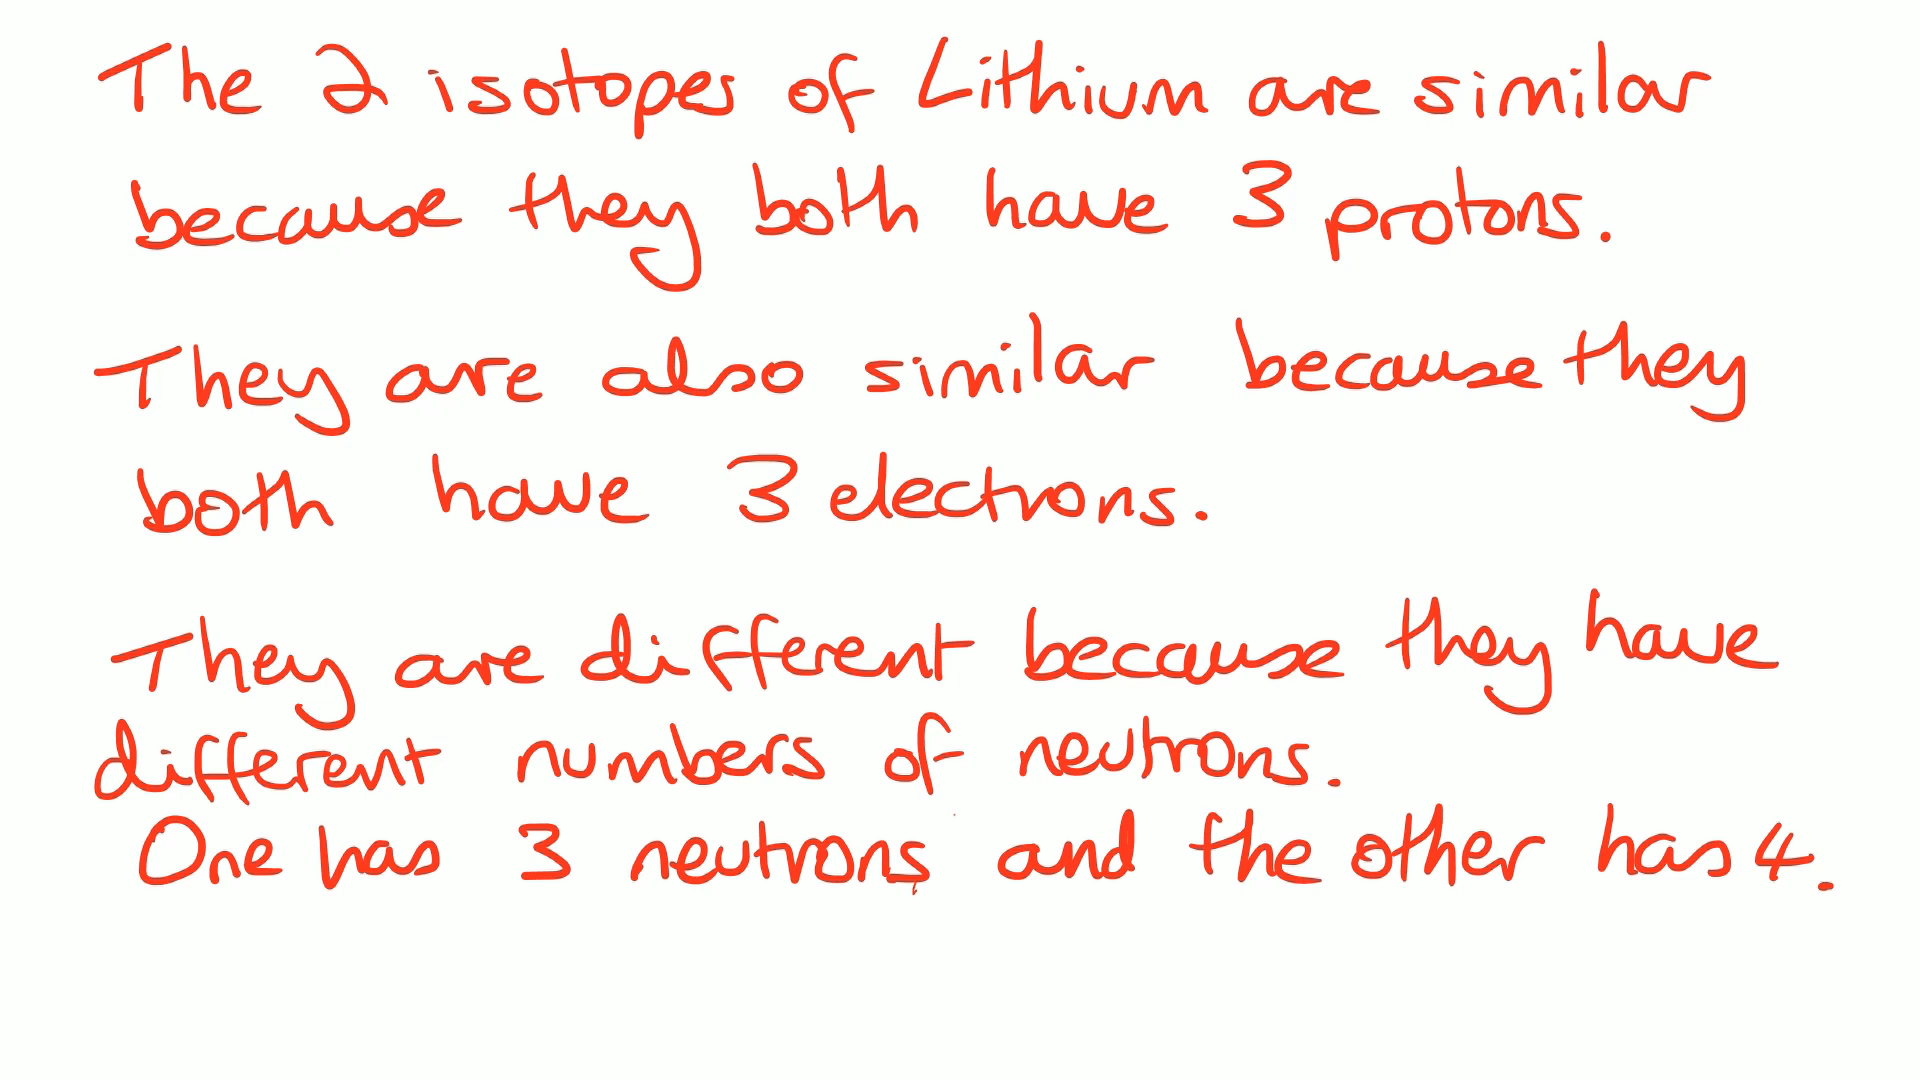 The 2 isotopes of Lithium are similar
because they both have 3 protons.
They are also similar because they
both have 3 electrons.
They are different because they have
different numbers of neutrons.
One has 3 neutrons and the other has 4.